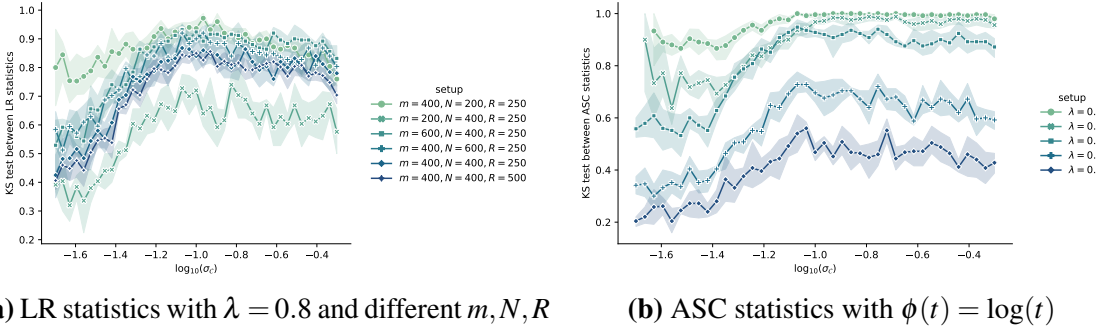 1.0
0.9
0.8
0.7
0.6
0.5
0.4
0.3
0.2
KS test between LR statistics
−1.6 −1.4 −1.2 −1.0 −0.8 −0.6 −0.4
log₁₀(σ_C)
setup
m=400, N=200, R=250
m=200, N=400, R=250
m=600, N=400, R=250
m=400, N=600, R=250
m=400, N=400, R=250
m=400, N=400, R=500
a) LR statistics with λ = 0.8 and different m, N, R
1.0
0.8
0.6
0.4
0.2
KS test between ASC statistics
−1.6 −1.4 −1.2 −1.0 −0.8 −0.6 −0.4
log₁₀(σ_C)
setup
λ=0.
λ=0.
λ=0.
λ=0.
λ=0.
(b) ASC statistics with ϕ(t) = log(t)